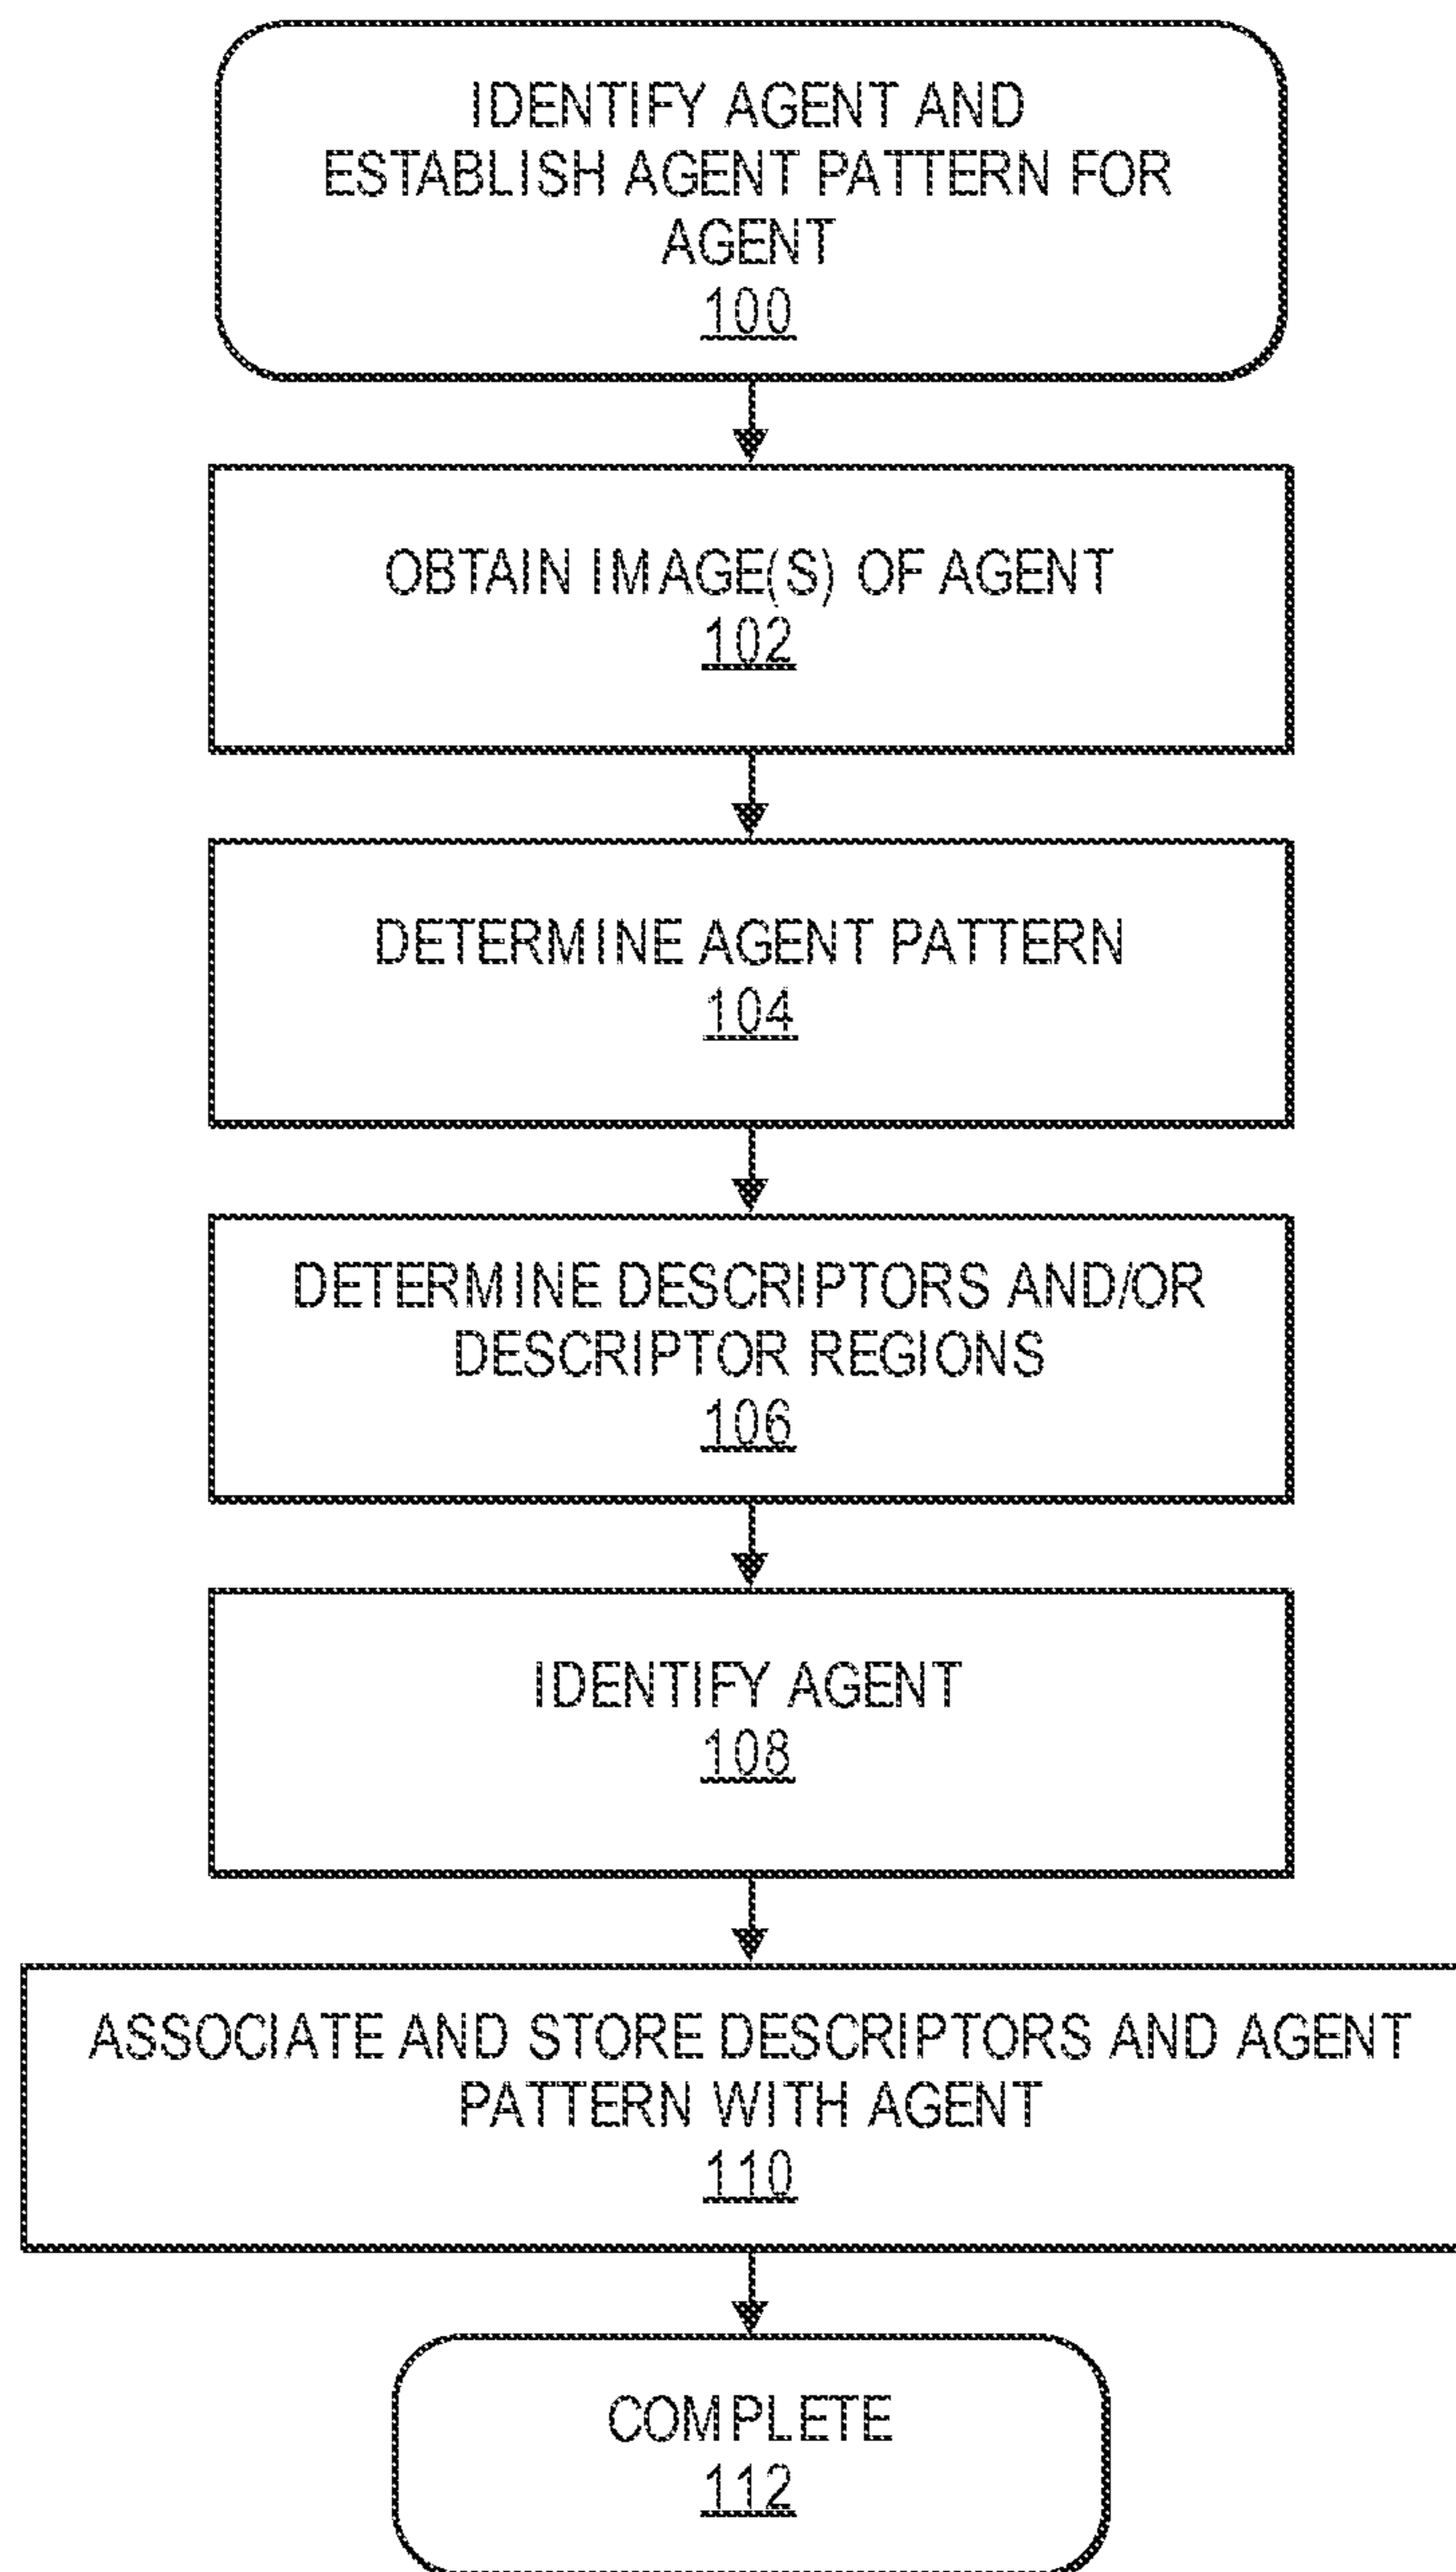 IDENTIFY AGENT AND
ESTABLISH AGENT PATTERN FOR
AGENT
100
OBTAIN IMAGE(S) OF AGENT
102
DETERMINE AGENT PATTERN
104
DETERMINE DESCRIPTORS AND/OR
DESCRIPTOR REGIONS
106
IDENTIFY AGENT
108
ASSOCIATE AND STORE DESCRIPTORS AND AGENT
PATTERN WITH AGENT
110
COMPLETE
112